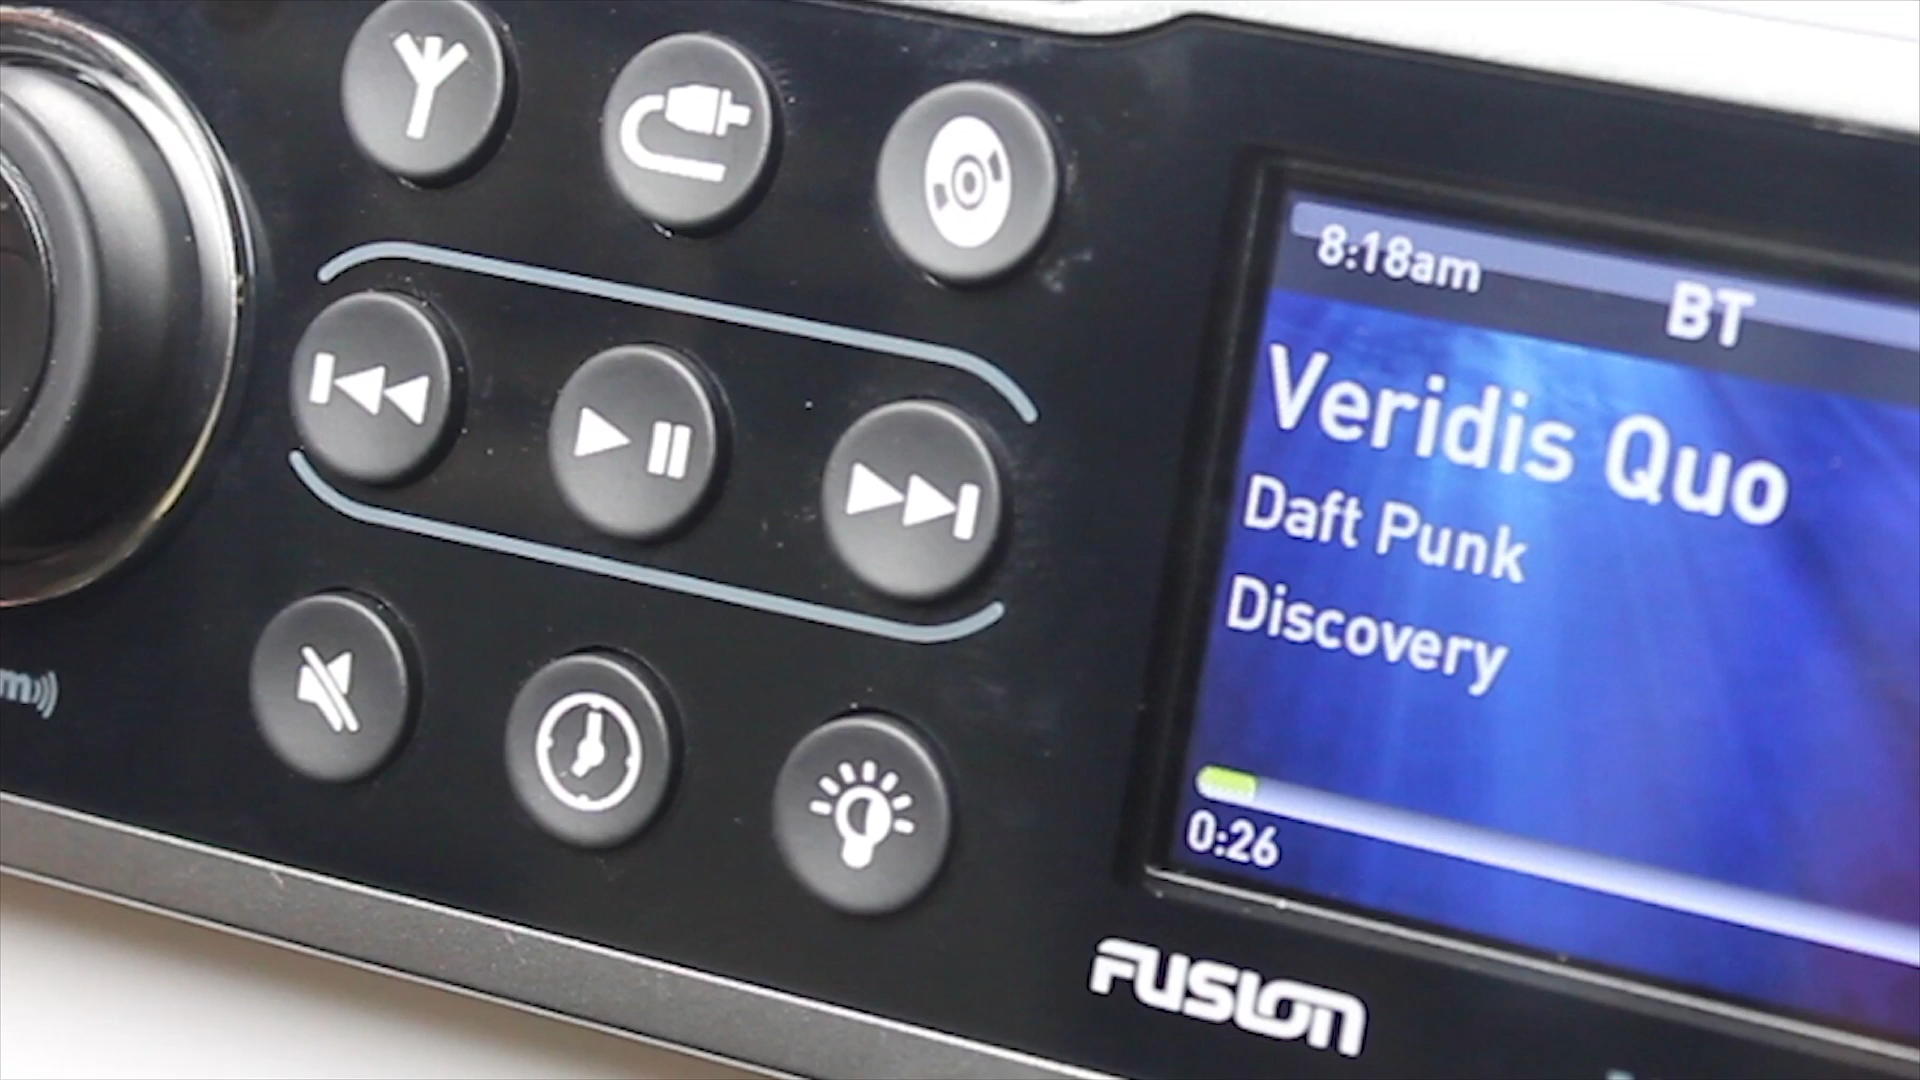 8:18am
BT
Veridis Quo
Daft Punk
Discovery
0:26
FUSION